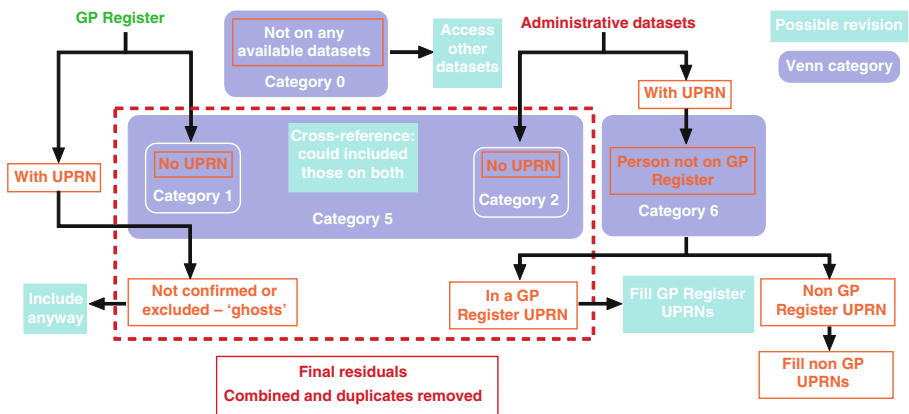 GP Register
Not on any
available datasets
Category 0
Access
other
datasets
Administrative datasets
Possible revision
Venn category
With UPRN
With UPRN
No UPRN
Category 1
Cross-reference:
could included
those on both
Category 5
No UPRN
Category 2
Person not on GP
Register
Category 6
Include
anyway
Not confirmed or
excluded – ‘ghosts’
In a GP
Register UPRN
Fill GP Register
UPRNs
Non GP
Register UPRN
Fill non GP
UPRNs
Final residuals
Combined and duplicates removed